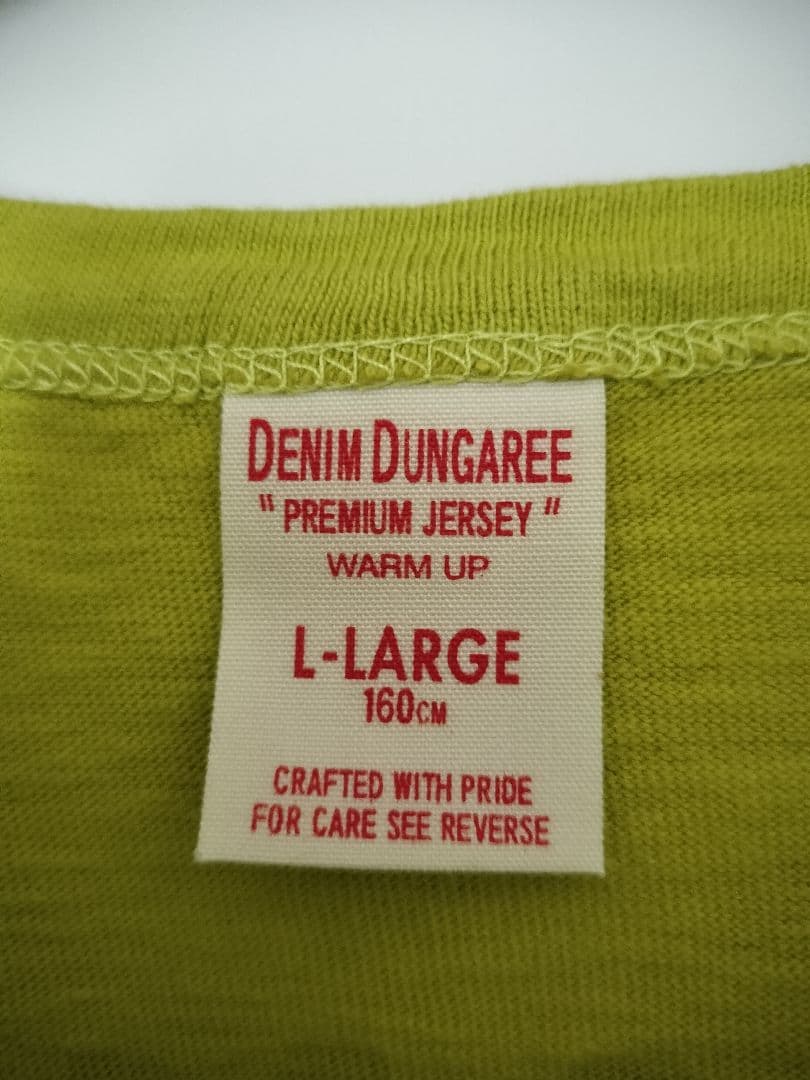 DENIM DUNGAREE
" PREMIUM JERSEY "
WARM UP
L-LARGE
160CM
CRAFTED WITH PRIDE
FOR CARE SEE REVERSE